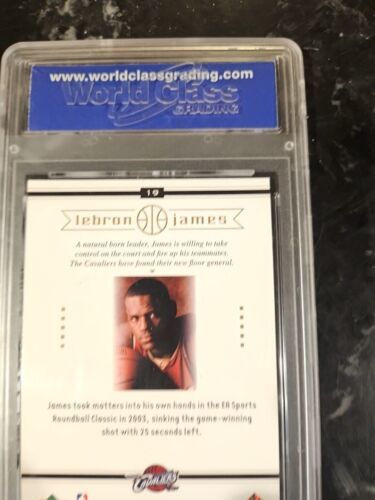 www.worldclassgrading.com
World Class
GRADING
19
lebron james
A natural born leader, James is willing to take
control on the court and fire up his teammates.
The Cavaliers have found their new floor general.
James took matters into his own hands in the EA Sports
Roundball Classic in 2003, sinking the game-winning
shot with 25 seconds left.
CAVALIERS